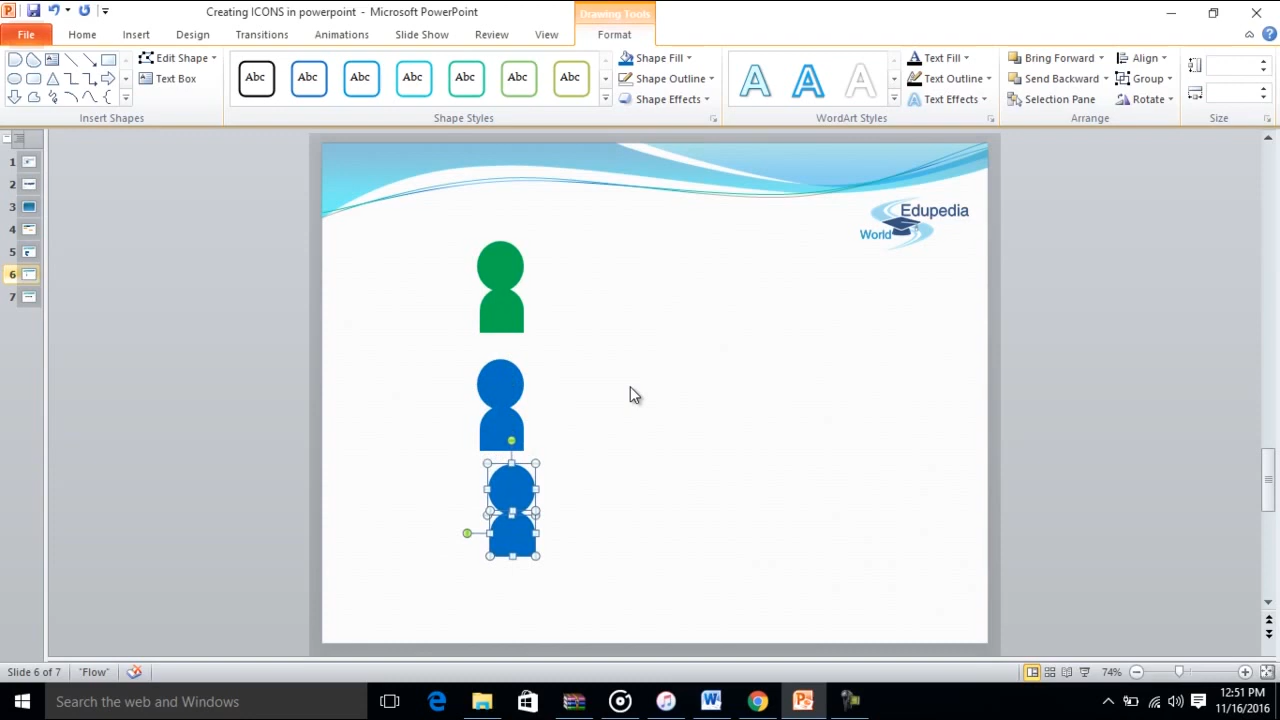 Creating ICONS in powerpoint - Microsoft PowerPoint
Drawing Tools
File Home Insert Design Transitions Animations Slide Show Review View Format
Edit Shape
Text Box
Insert Shapes
Abc Abc Abc Abc Abc Abc Abc
Shape Fill
Shape Outline
Shape Effects
Shape Styles
A A A
Text Fill
Text Outline
Text Effects
WordArt Styles
Bring Forward
Send Backward
Selection Pane
Align
Group
Rotate
Arrange
Size
1
2
3
4
5
6
7
Edupedia
World
Slide 6 of 7 "Flow" 74%
Search the web and Windows
12:51 PM
11/16/2016